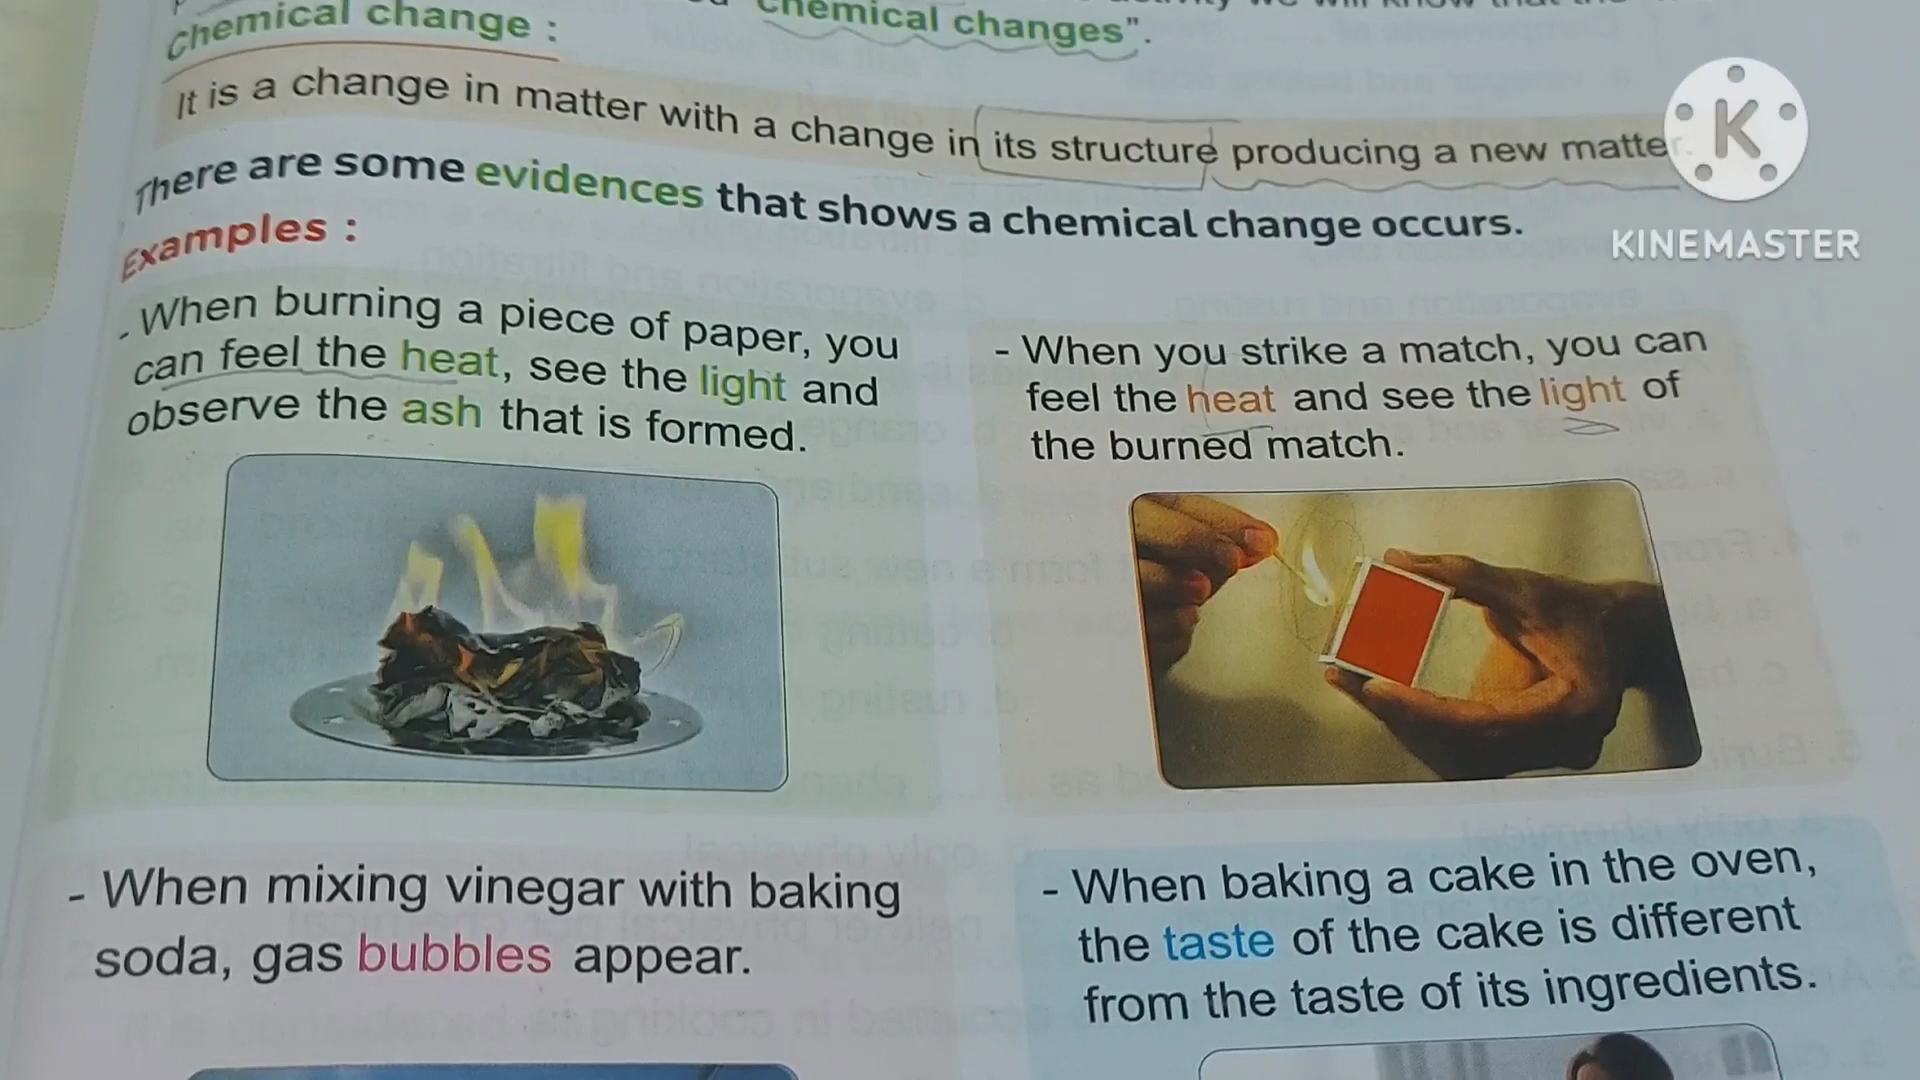 chemical changes".
Chemical change :
It is a change in matter with a change in its structure producing a new matter.
There are some evidences that shows a chemical change occurs.
Examples :
- When burning a piece of paper, you
can feel the heat, see the light and
observe the ash that is formed.
- When you strike a match, you can
feel the heat and see the light of
the burned match.
- When mixing vinegar with baking
soda, gas bubbles appear.
- When baking a cake in the oven,
the taste of the cake is different
from the taste of its ingredients.
K
KINEMASTER